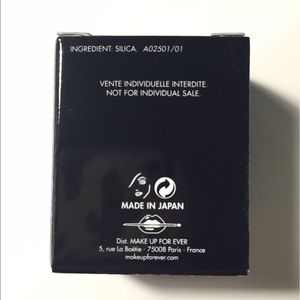 INGREDIENT: SILICA. A02501/01
VENTE INDIVIDUELLE INTERDITE.
NOT FOR INDIVIDUAL SALE.
MADE IN JAPAN
Dist. MAKE UP FOR EVER
5, rue La Boétie - 75008 Paris - France
makeupforever.com